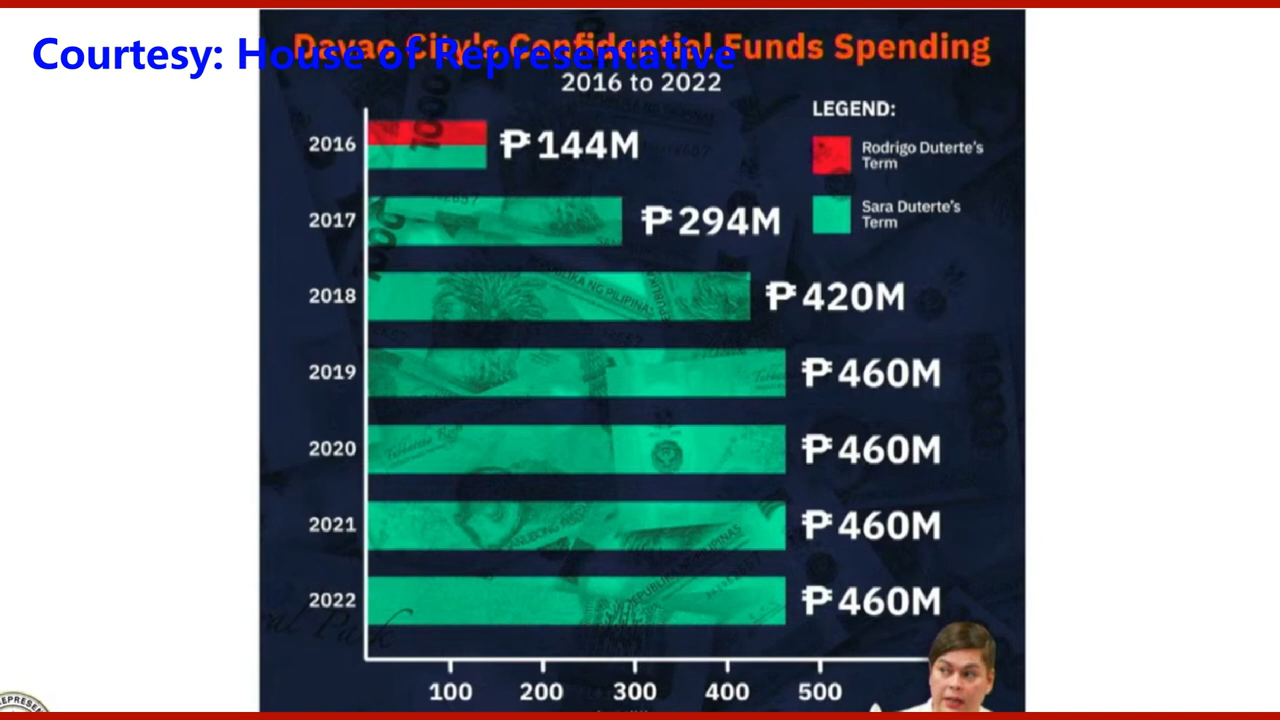 Courtesy: House of Representative
Davao City's Confidential Funds Spending
2016 to 2022
LEGEND:
Rodrigo Duterte's
Term
Sara Duterte's
Term
2016 ₱144M
2017 ₱294M
2018 ₱420M
2019 ₱460M
2020 ₱460M
2021 ₱460M
2022 ₱460M
100 200 300 400 500